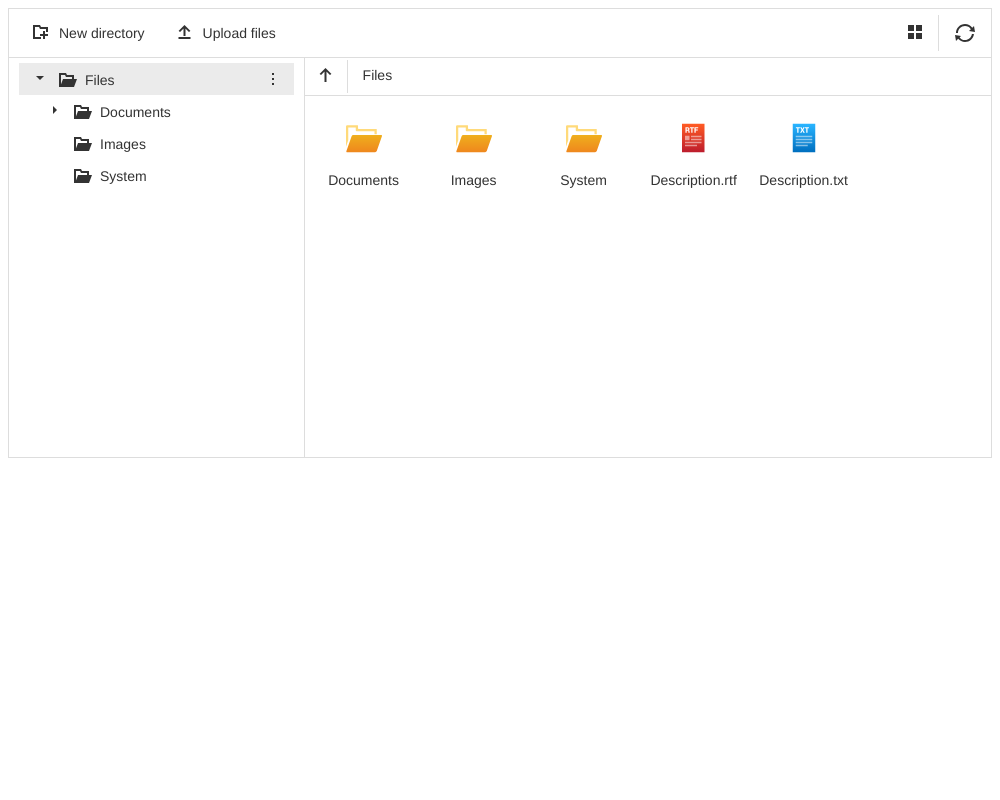 New directory
Upload files
Files
Documents
Images
System
Files
RTF
TXT
Documents
Images
System
Description.rtf
Description.txt